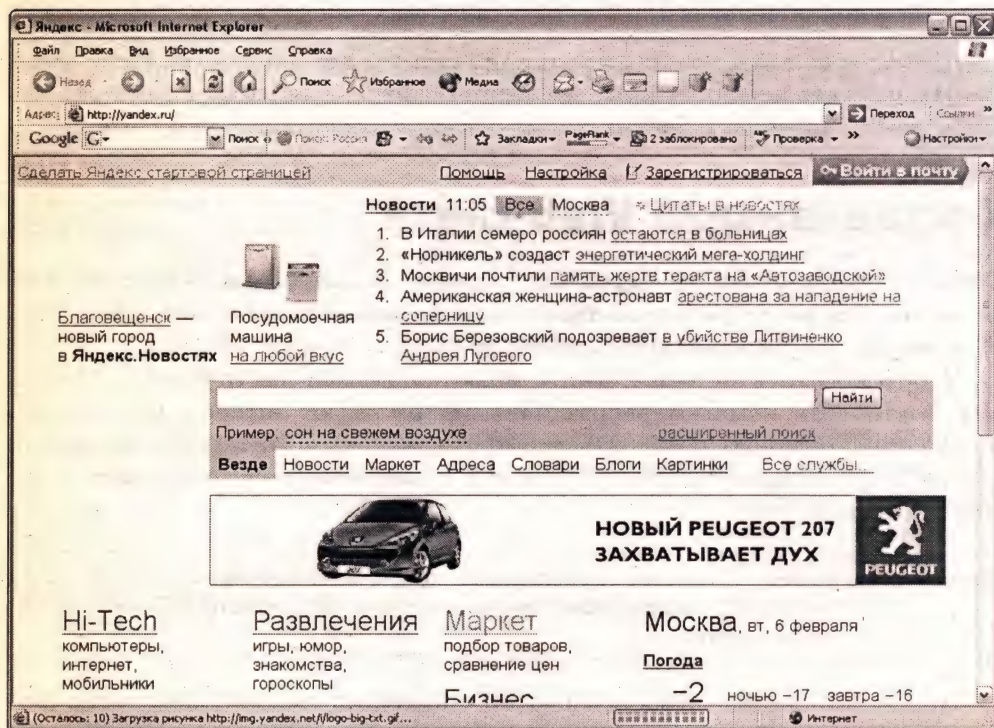 Яндекс - Microsoft Internet Explorer
Файл Правка Вид Избранное Сервис Справка
Назад Поиск Избранное Медиа
Адрес: http://yandex.ru/ Переход Ссылки »
Google G Поиск Поиск: Россия Закладки PageRank 2 заблокировано Проверка » Настройки
Сделать Яндекс стартовой страницей Помощь Настройка Зарегистрироваться Войти в почту
Новости 11:05 Все Москва Цитаты в новостях
1. В Италии семеро россиян остаются в больницах
2. «Норникель» создаст энергетический мега-холдинг
3. Москвичи почтили память жертв теракта на «Автозаводской»
4. Американская женщина-астронавт арестована за нападение на
соперницу
5. Борис Березовский подозревает в убийстве Литвиненко
Андрея Лугового
Благовещенск —
новый город
в Яндекс.Новостях
Посудомоечная
машина
на любой вкус
Найти
Пример: сон на свежем воздухе расширенный поиск
Везде Новости Маркет Адреса Словари Блоги Картинки Все службы...
НОВЫЙ PEUGEOT 207
ЗАХВАТЫВАЕТ ДУХ
207
PEUGEOT
Hi-Tech
компьютеры,
интернет,
мобильники
Развлечения
игры, юмор,
знакомства,
гороскопы
Маркет
подбор товаров,
сравнение цен
Бизнес
Москва, вт, 6 февраля
Погода
−2 ночью −17 завтра −16
(Осталось: 10) Загрузка рисунка http://img.yandex.net/i/logo-big-txt.gif... Интернет